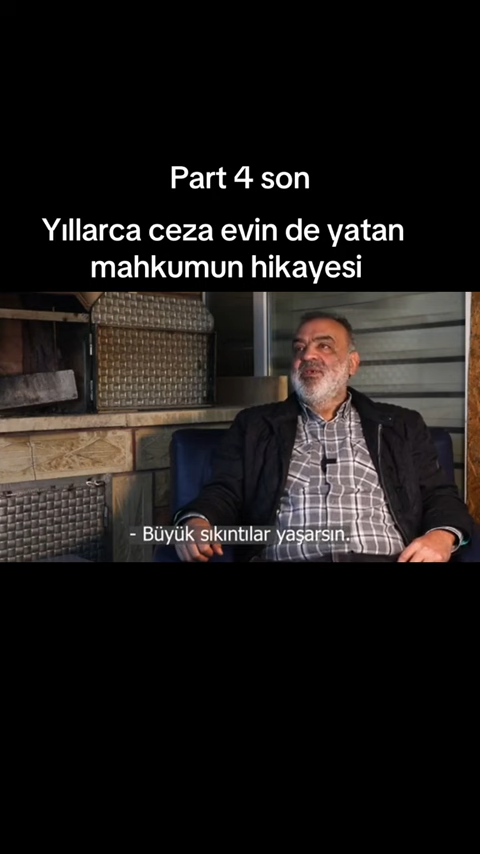 Part 4 son
Yıllarca ceza evin de yatan
mahkumun hikayesi
- Büyük sıkıntılar yaşarsın.